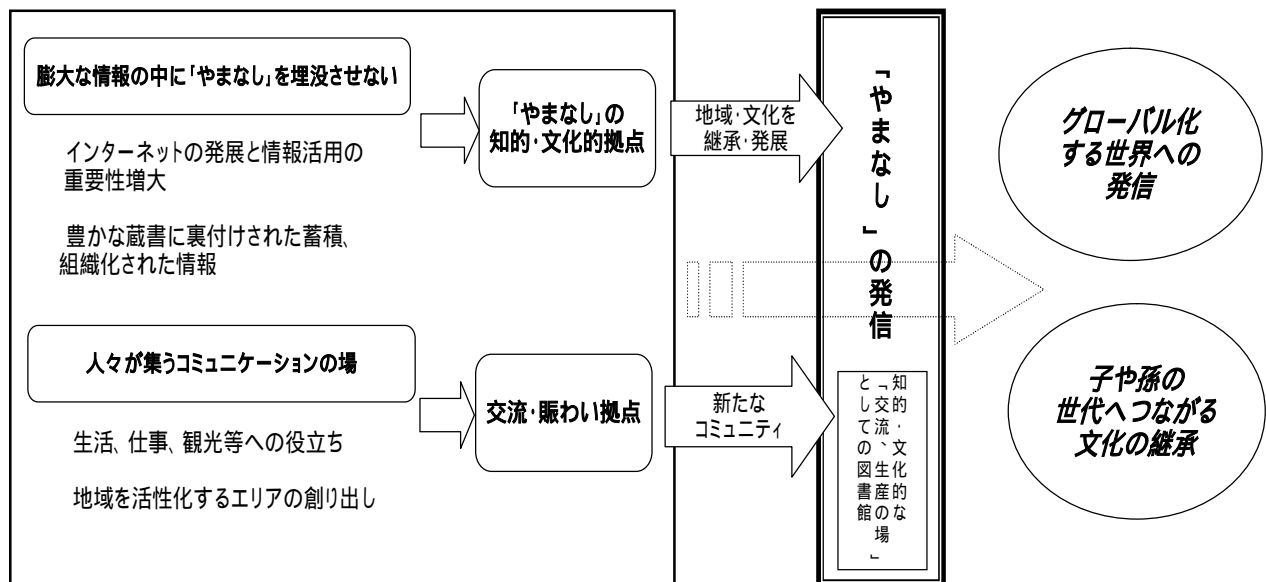 膨大な情報の中に「やまなし」を埋没させない
インターネットの発展と情報活用の
重要性増大
豊かな蔵書に裏付けされた蓄積、
組織化された情報
「やまなし」の
知的・文化的拠点
地域・文化を
継承・発展
人々が集うコミュニケーションの場
生活、仕事、観光等への役立ち
地域を活性化するエリアの創り出し
交流・賑わい拠点
新たな
コミュニティ
「やまなし」の発信
知的・文化的な
「交流、生産の場」
としての図書館
グローバル化
する世界への
発信
子や孫の
世代へつながる
文化の継承